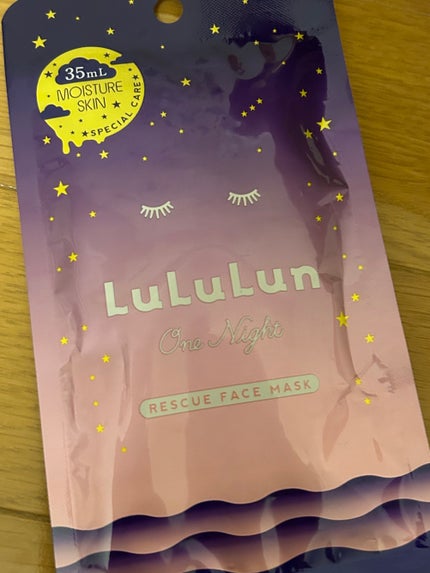 35mL
MOISTURE
SKIN
★SPECIAL CARE★
LuLuLun
One Night
RESCUE FACE MASK